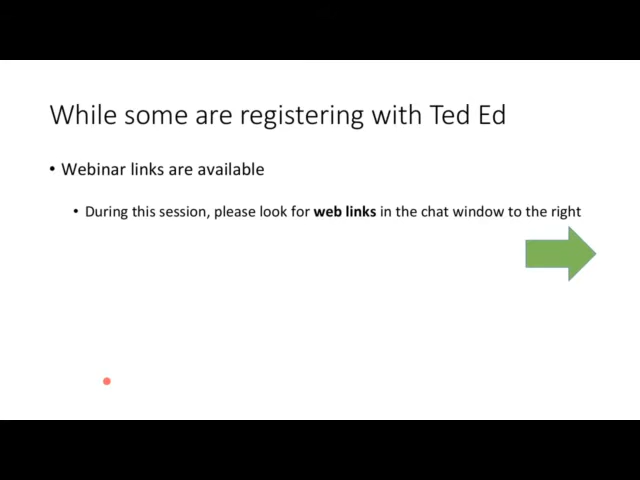 While some are registering with Ted Ed
• Webinar links are available
• During this session, please look for web links in the chat window to the right